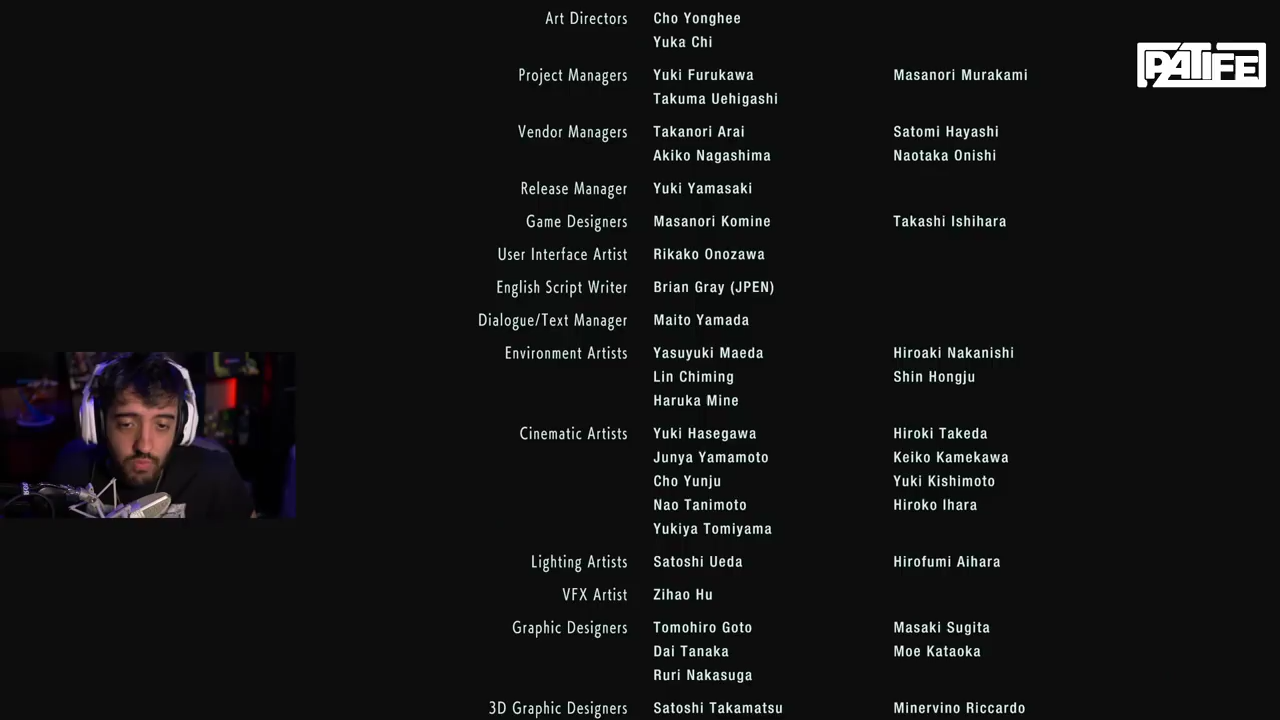 Art Directors Cho Yonghee
Yuka Chi
PATIFE
Project Managers Yuki Furukawa Masanori Murakami
Takuma Uehigashi
Vendor Managers Takanori Arai Satomi Hayashi
Akiko Nagashima Naotaka Onishi
Release Manager Yuki Yamasaki
Game Designers Masanori Komine Takashi Ishihara
User Interface Artist Rikako Onozawa
English Script Writer Brian Gray (JPEN)
Dialogue/Text Manager Maito Yamada
Environment Artists Yasuyuki Maeda Hiroaki Nakanishi
Lin Chiming Shin Hongju
Haruka Mine
Cinematic Artists Yuki Hasegawa Hiroki Takeda
Junya Yamamoto Keiko Kamekawa
Cho Yunju Yuki Kishimoto
Nao Tanimoto Hiroko Ihara
Yukiya Tomiyama
Lighting Artists Satoshi Ueda Hirofumi Aihara
VFX Artist Zihao Hu
Graphic Designers Tomohiro Goto Masaki Sugita
Dai Tanaka Moe Kataoka
Ruri Nakasuga
3D Graphic Designers Satoshi Takamatsu Minervino Riccardo